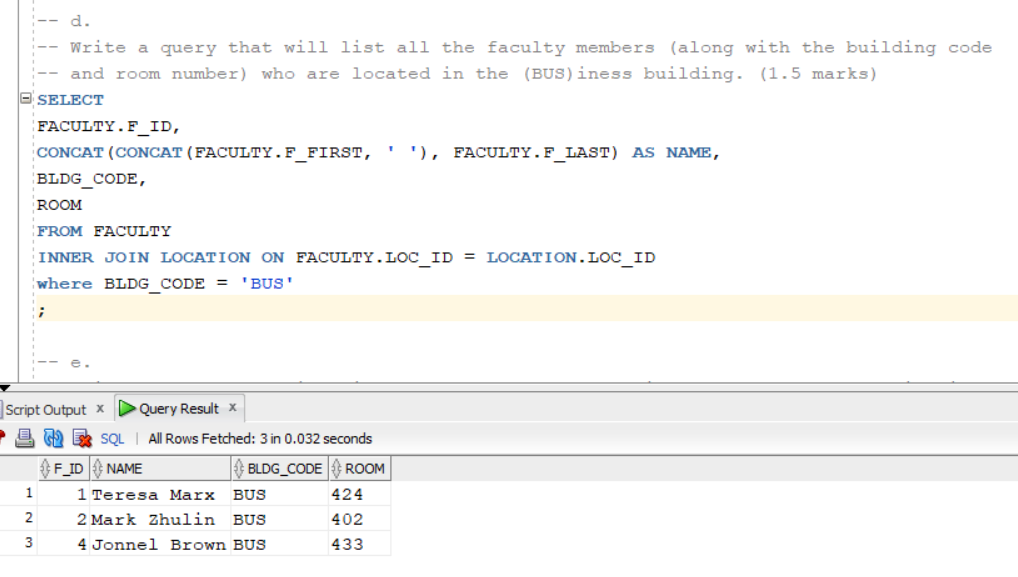 -- d.
-- Write a query that will list all the faculty members (along with the building code
-- and room number) who are located in the (BUS)iness building. (1.5 marks)
SELECT
FACULTY.F_ID,
CONCAT(CONCAT(FACULTY.F_FIRST, ' '), FACULTY.F_LAST) AS NAME,
BLDG_CODE,
ROOM
FROM FACULTY
INNER JOIN LOCATION ON FACULTY.LOC_ID = LOCATION.LOC_ID
where BLDG_CODE = 'BUS'
;
-- e.
Script Output x Query Result x
SQL | All Rows Fetched: 3 in 0.032 seconds
F_ID NAME BLDG_CODE ROOM
1 1 Teresa Marx BUS 424
2 2 Mark Zhulin BUS 402
3 4 Jonnel Brown BUS 433